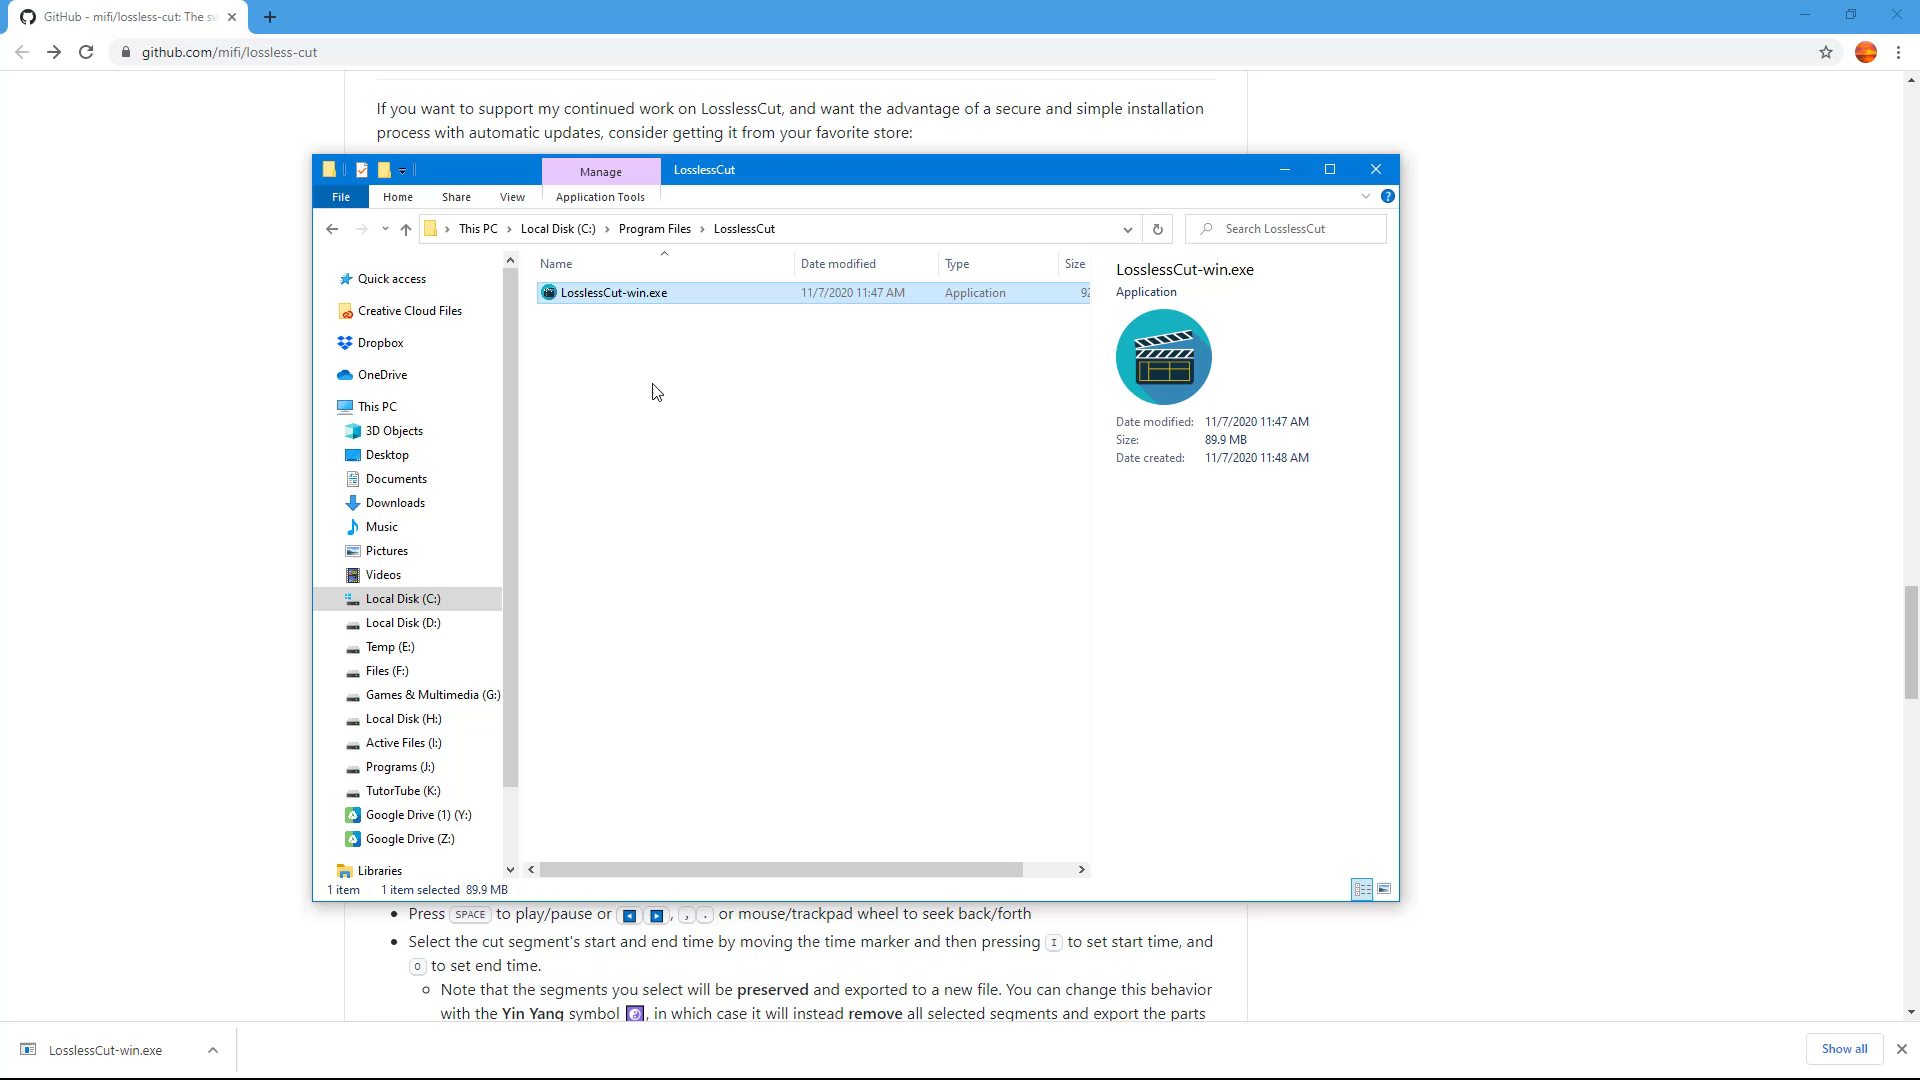 GitHub - mifi/lossless-cut: The sw
github.com/mifi/lossless-cut
If you want to support my continued work on LosslessCut, and want the advantage of a secure and simple installation
process with automatic updates, consider getting it from your favorite store:
Manage
LosslessCut
File
Home
Share
View
Application Tools
This PC
Local Disk (C:)
Program Files
LosslessCut
Search LosslessCut
Name
Date modified
Type
Size
LosslessCut-win.exe
11/7/2020 11:47 AM
Application
92
Quick access
Creative Cloud Files
Dropbox
OneDrive
This PC
3D Objects
Desktop
Documents
Downloads
Music
Pictures
Videos
Local Disk (C:)
Local Disk (D:)
Temp (E:)
Files (F:)
Games & Multimedia (G:)
Local Disk (H:)
Active Files (I:)
Programs (J:)
TutorTube (K:)
Google Drive (1) (Y:)
Google Drive (Z:)
Libraries
LosslessCut-win.exe
Application
Date modified: 11/7/2020 11:47 AM
Size: 89.9 MB
Date created: 11/7/2020 11:48 AM
1 item 1 item selected 89.9 MB
Press SPACE to play/pause or , , . or mouse/trackpad wheel to seek back/forth
Select the cut segment's start and end time by moving the time marker and then pressing I to set start time, and
O to set end time.
Note that the segments you select will be preserved and exported to a new file. You can change this behavior
with the Yin Yang symbol , in which case it will instead remove all selected segments and export the parts
LosslessCut-win.exe
Show all